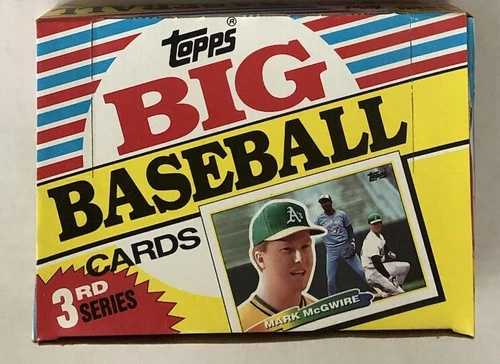 topps®
BIG
BASEBALL
CARDS
3RD
SERIES
topps
A's
MARK McGWIRE